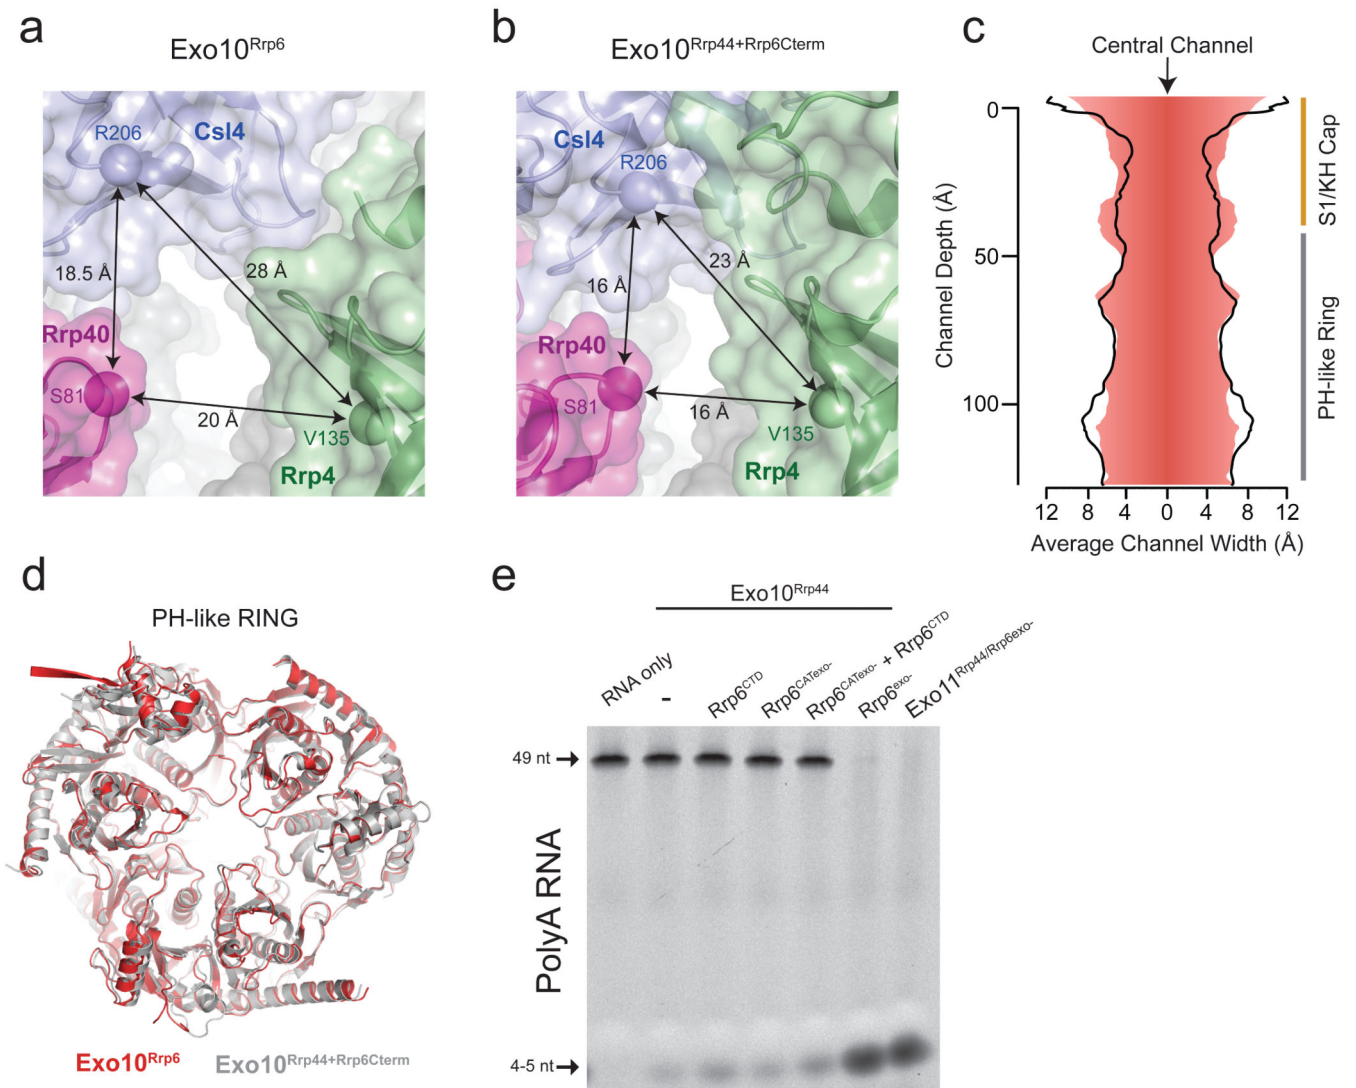 a
Exo10Rrp6
R206
Csl4
18.5 Å
28 Å
Rrp40
S81
20 Å
V135
Rrp4
b
Exo10Rrp44+Rrp6Cterm
Csl4
R206
23 Å
16 Å
Rrp40
S81
16 Å
V135
Rrp4
c
Central Channel
0
50
100
Channel Depth (Å)
S1/KH Cap
PH-like Ring
12 8 4 0 4 8 12
Average Channel Width (Å)
d
PH-like RING
Exo10Rrp6 Exo10Rrp44+Rrp6Cterm
e
Exo10Rrp44
RNA only
-
Rrp6CTD
Rrp6CATexo-
Rrp6CATexo- + Rrp6CTD
Rrp6exo-
Exo11Rrp44/Rrp6exo-
49 nt
PolyA RNA
4-5 nt